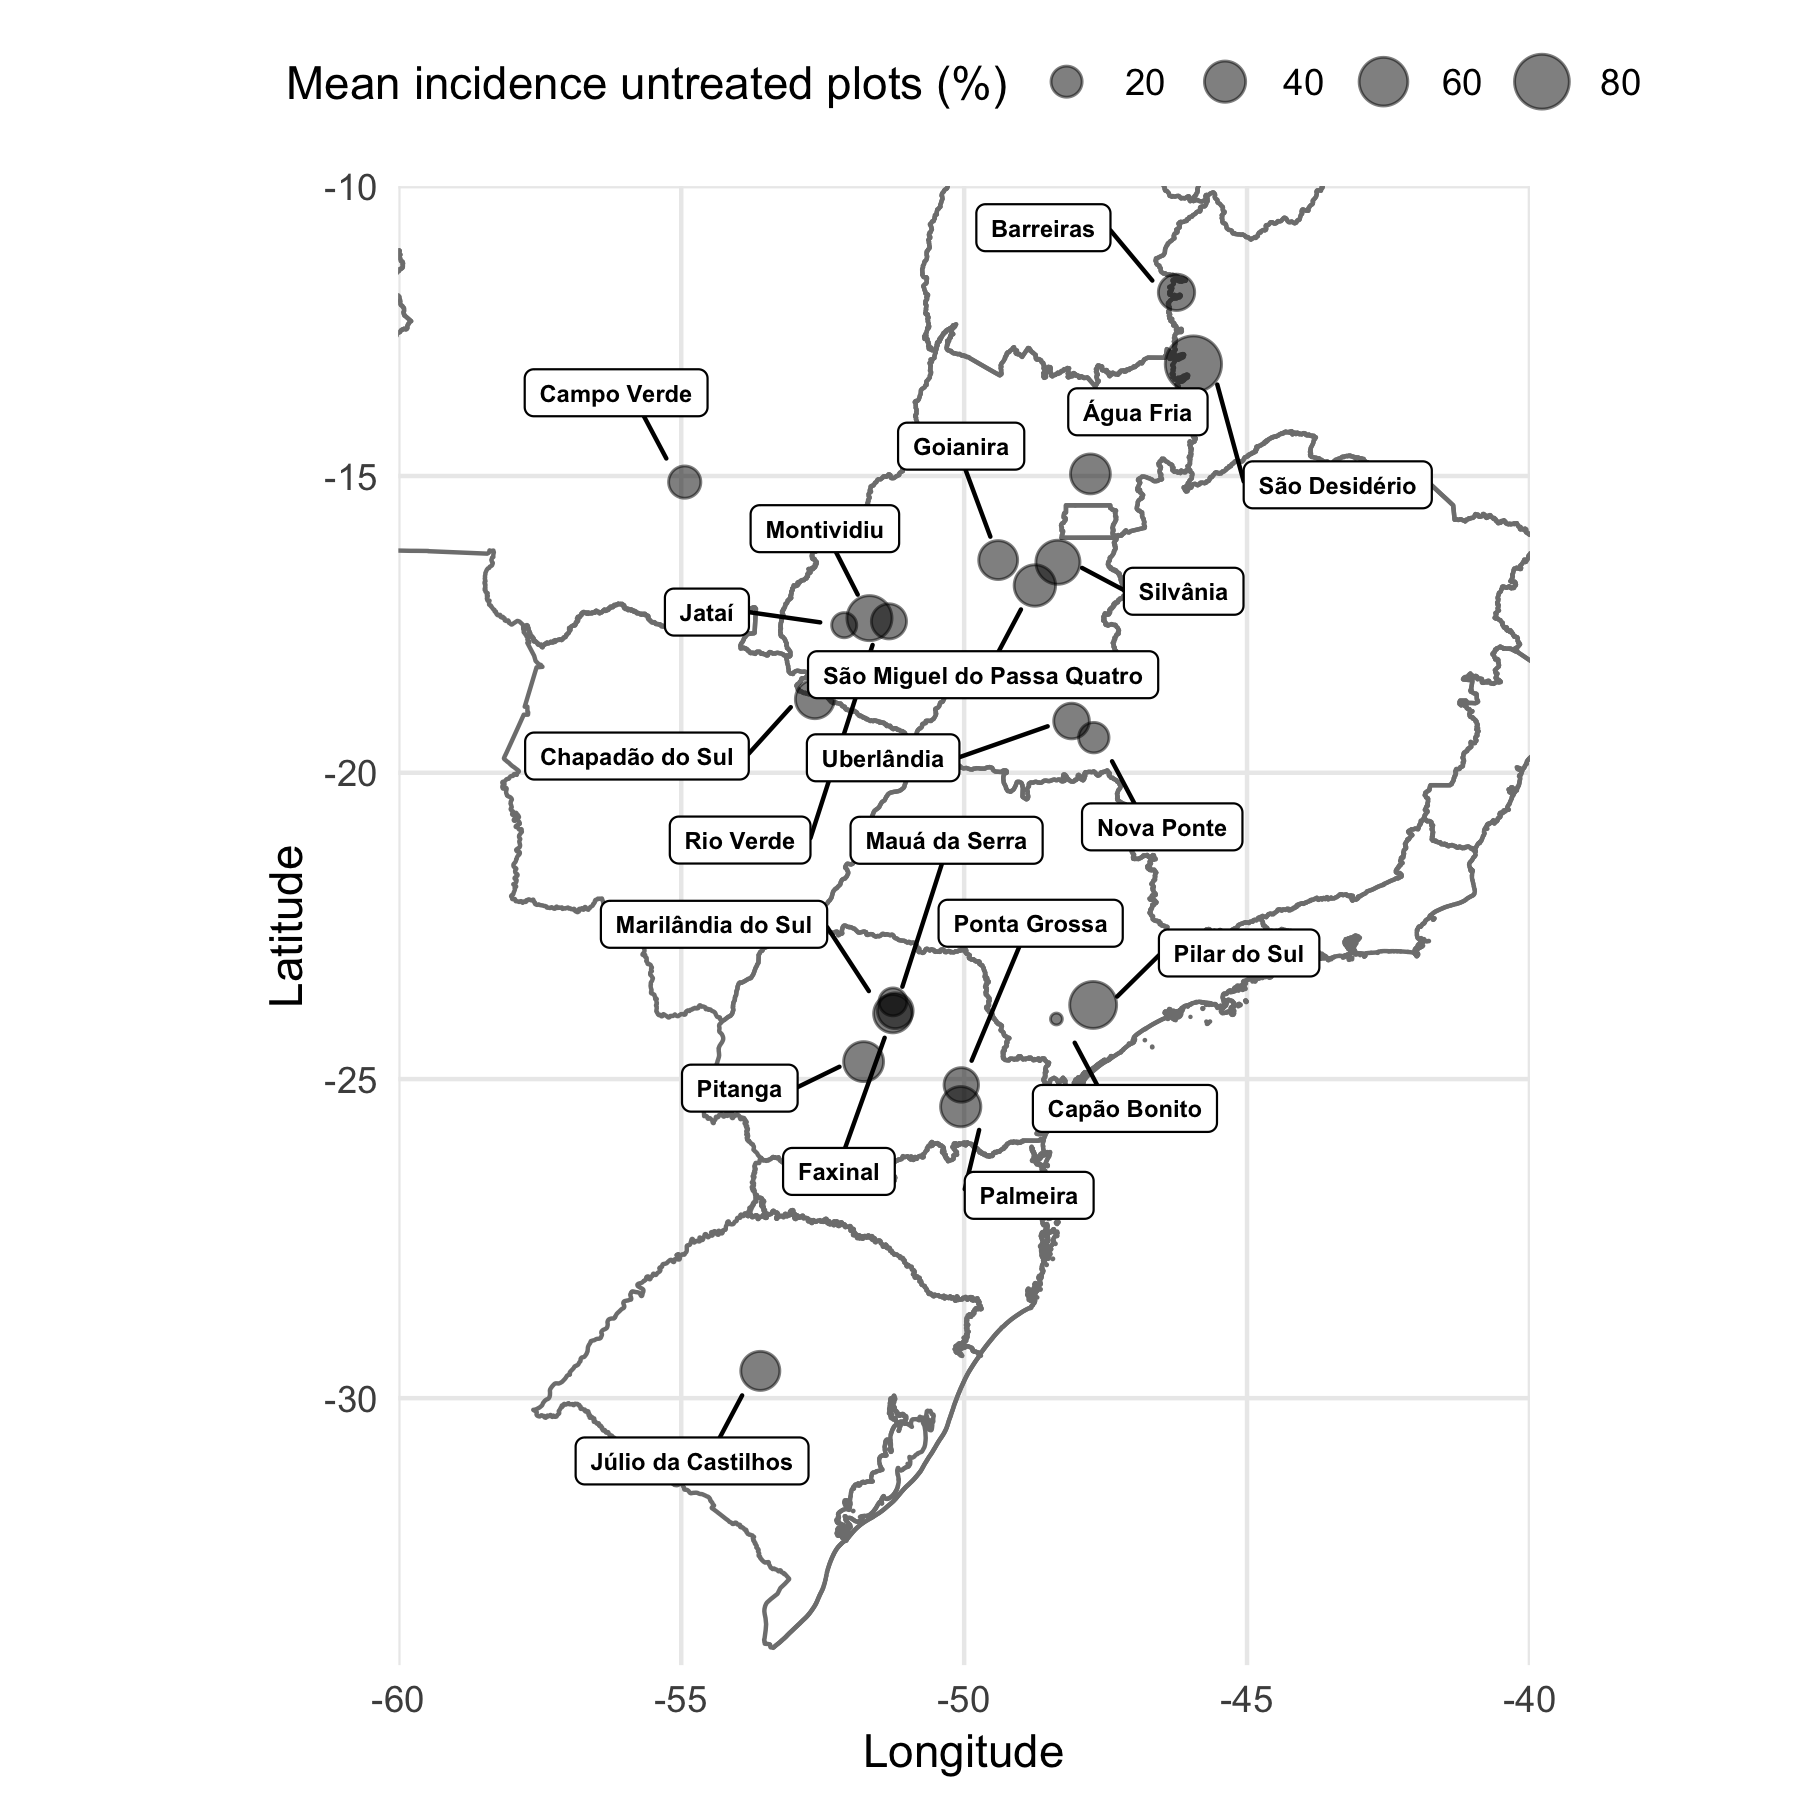 Mean incidence untreated plots (%) 20 40 60 80
-10
Barreiras
Campo Verde
Água Fria
Goianira
-15
São Desidério
Montividiu
Silvânia
Jataí
São Miguel do Passa Quatro
Chapadão do Sul
Uberlândia
-20
Nova Ponte
Rio Verde
Mauá da Serra
Marilândia do Sul
Ponta Grossa
Pilar do Sul
Latitude
-25
Pitanga
Capão Bonito
Faxinal
Palmeira
-30
Júlio da Castilhos
-60 -55 -50 -45 -40
Longitude